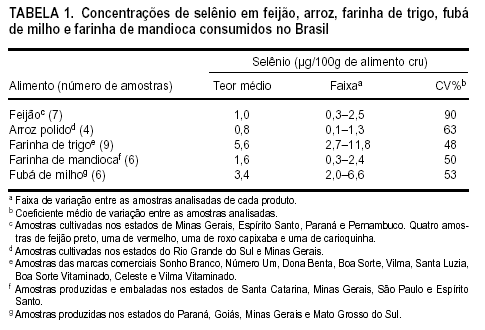 TABELA 1. Concentrações de selênio em feijão, arroz, farinha de trigo, fubá
de milho e farinha de mandioca consumidos no Brasil
Selênio (µg/100g de alimento cru)
Alimento (número de amostras) Teor médio Faixaᵃ CV%ᵇ
Feijãoᶜ (7) 1,0 0,3–2,5 90
Arroz polidoᵈ (4) 0,8 0,1–1,3 63
Farinha de trigoᵉ (9) 5,6 2,7–11,8 48
Farinha de mandiocaᶠ (6) 1,6 0,3–2,4 50
Fubá de milhoᵍ (6) 3,4 2,0–6,6 53
ᵃ Faixa de variação entre as amostras analisadas de cada produto.
ᵇ Coeficiente médio de variação entre as amostras analisadas.
ᶜ Amostras cultivadas nos estados de Minas Gerais, Espírito Santo, Paraná e Pernambuco. Quatro amos-
tras de feijão preto, uma de vermelho, uma de roxo capixaba e uma de carioquinha.
ᵈ Amostras cultivadas nos estados do Rio Grande do Sul e Minas Gerais.
ᵉ Amostras das marcas comerciais Sonho Branco, Número Um, Dona Benta, Boa Sorte, Vilma, Santa Luzia,
Boa Sorte Vitaminado, Celeste e Vilma Vitaminado.
ᶠ Amostras produzidas e embaladas nos estados de Santa Catarina, Minas Gerais, São Paulo e Espírito
Santo.
ᵍ Amostras produzidas nos estados do Paraná, Goiás, Minas Gerais e Mato Grosso do Sul.